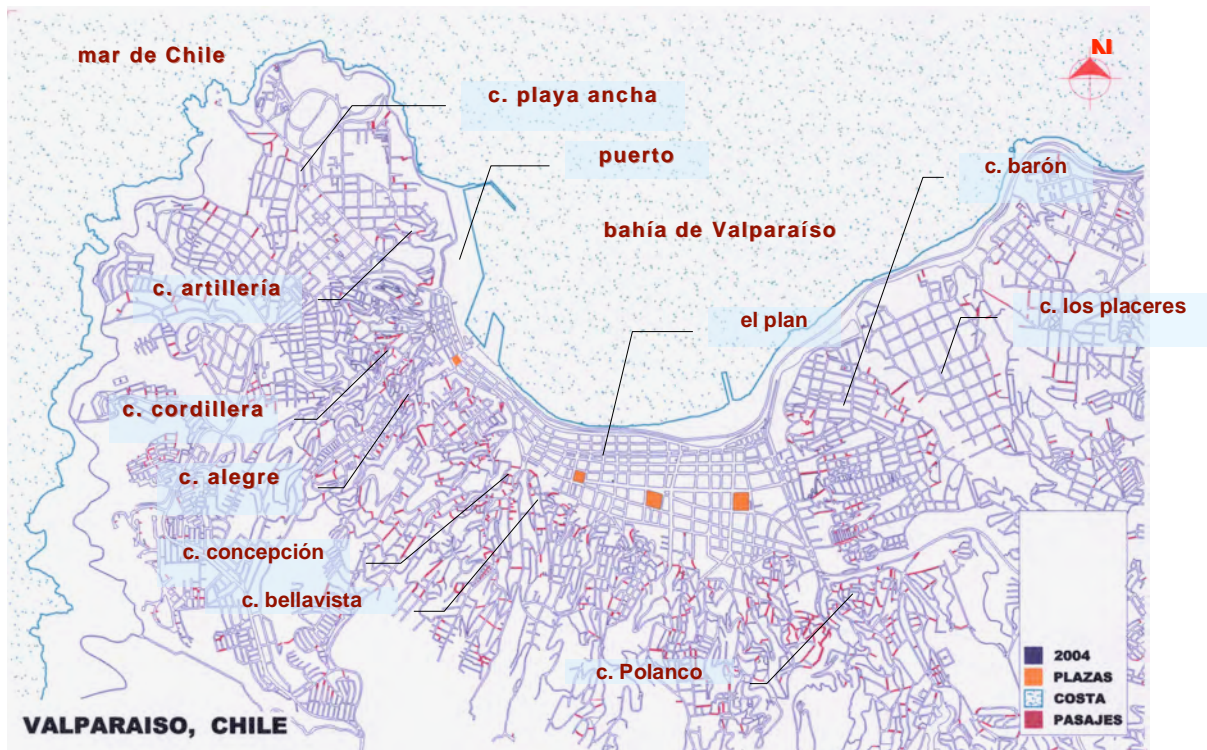 mar de Chile
N
c. playa ancha
puerto
c. barón
bahía de Valparaíso
c. artillería
c. los placeres
el plan
c. cordillera
c. alegre
c. concepción
c. bellavista
c. Polanco
2004
PLAZAS
COSTA
PASAJES
VALPARAISO, CHILE